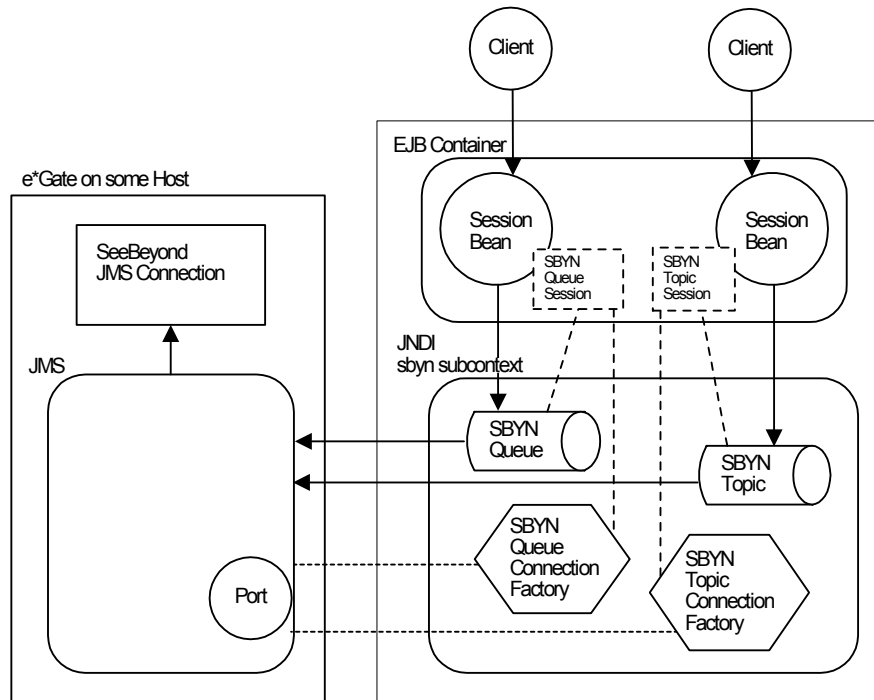 Client
Client
EJB Container
e*Gate on some Host
Session
Bean
Session
Bean
SeeBeyond
JMS Connection
SBYN
Queue
Session
SBYN
Topic
Session
JNDI
sbyn subcontext
JMS
SBYN
Queue
SBYN
Topic
SBYN
Queue
Connection
Factory
SBYN
Topic
Connection
Factory
Port